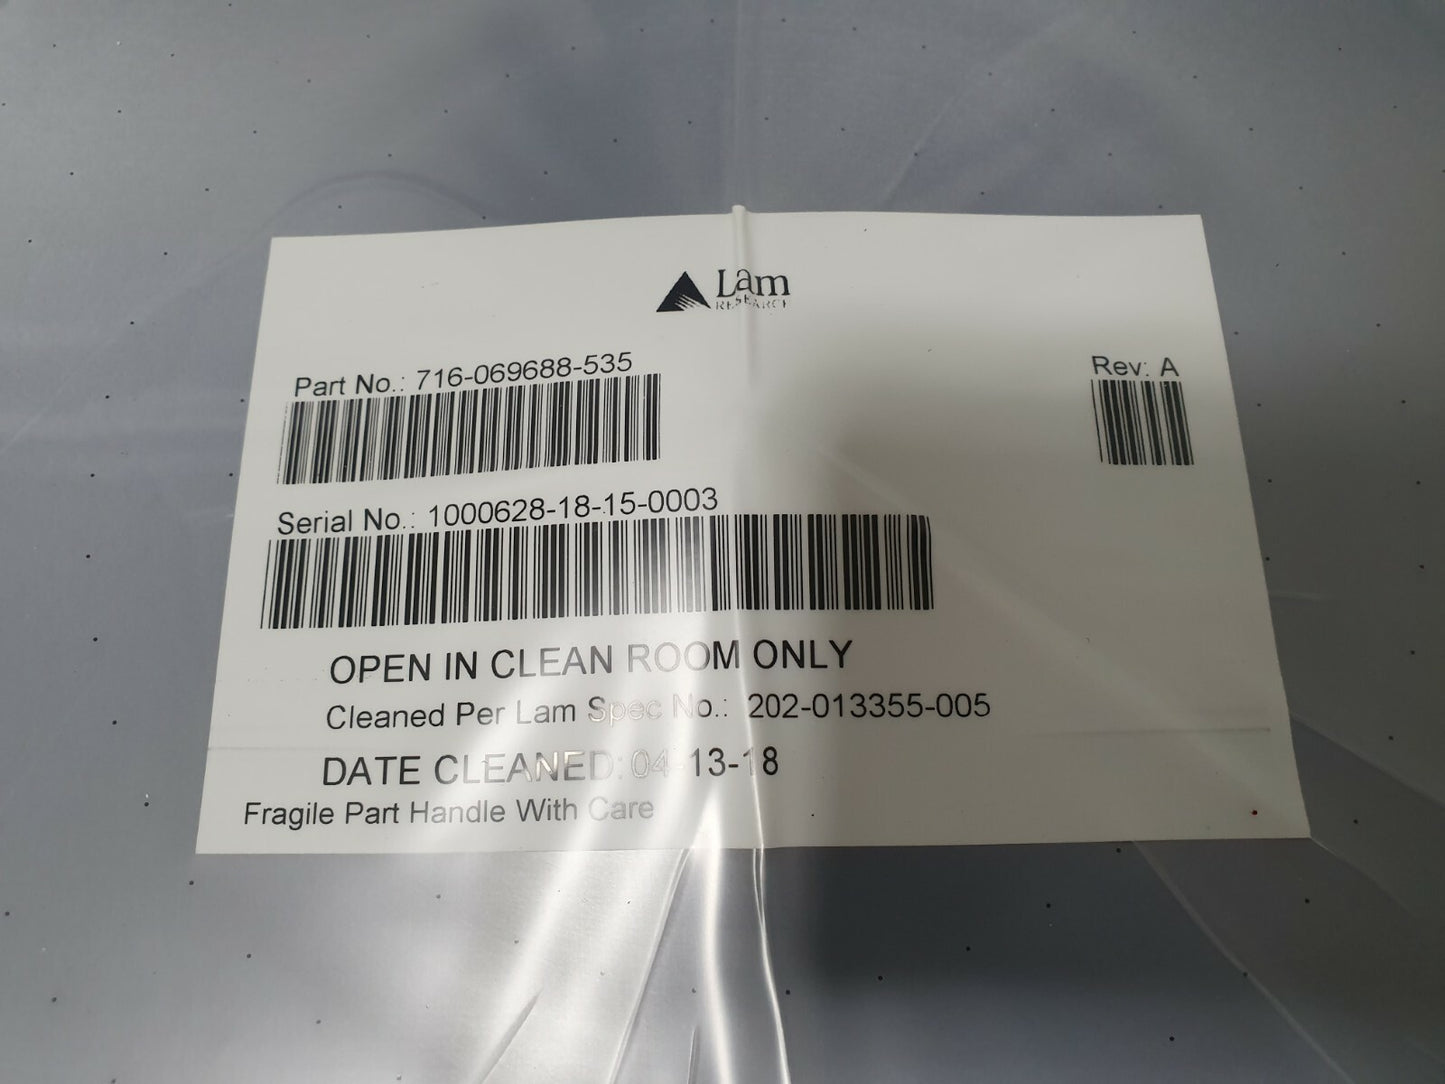 Lam
RESEARCH
Part No.: 716-069688-535
Rev: A
Serial No.: 1000628-18-15-0003
OPEN IN CLEAN ROOM ONLY
Cleaned Per Lam Spec No.: 202-013355-005
DATE CLEANED: 04-13-18
Fragile Part Handle With Care